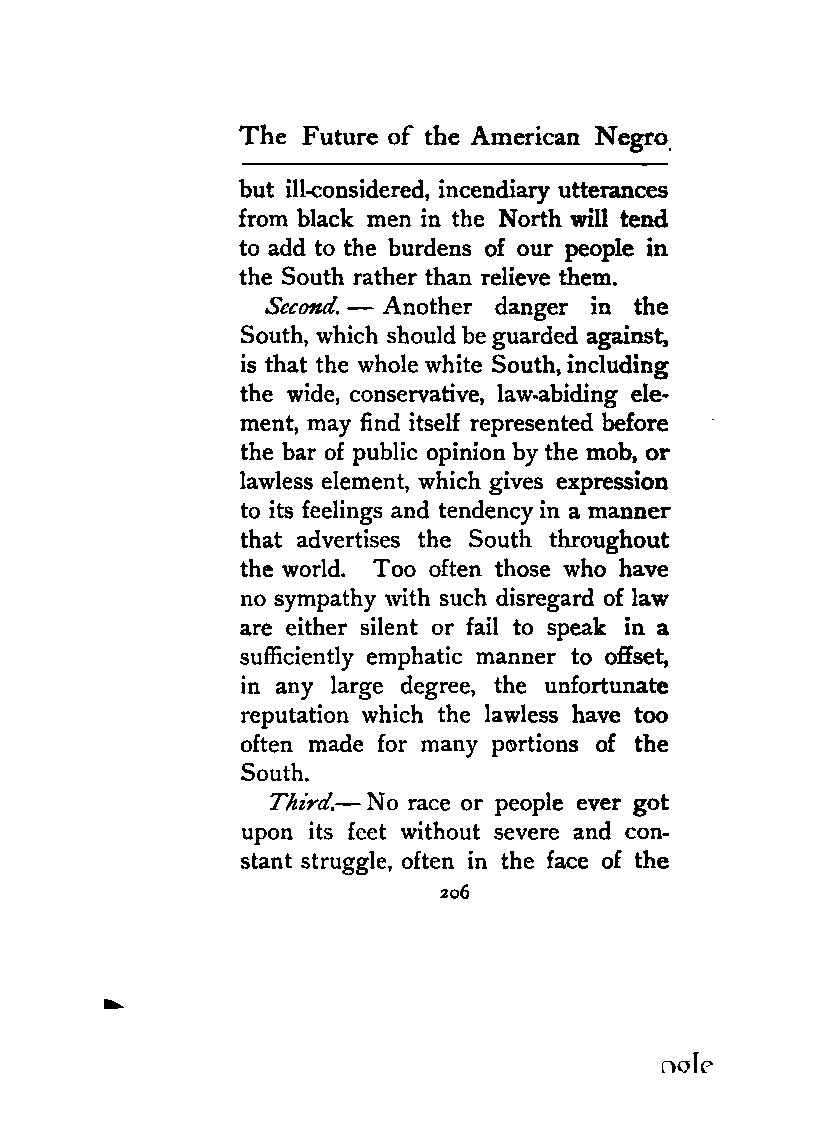 The Future of the American Negro
but ill-considered, incendiary utterances
from black men in the North will tend
to add to the burdens of our people in
the South rather than relieve them.
Second. — Another danger in the
South, which should be guarded against,
is that the whole white South, including
the wide, conservative, law-abiding ele-
ment, may find itself represented before
the bar of public opinion by the mob, or
lawless element, which gives expression
to its feelings and tendency in a manner
that advertises the South throughout
the world. Too often those who have
no sympathy with such disregard of law
are either silent or fail to speak in a
sufficiently emphatic manner to offset,
in any large degree, the unfortunate
reputation which the lawless have too
often made for many portions of the
South.
Third.— No race or people ever got
upon its feet without severe and con-
stant struggle, often in the face of the
206